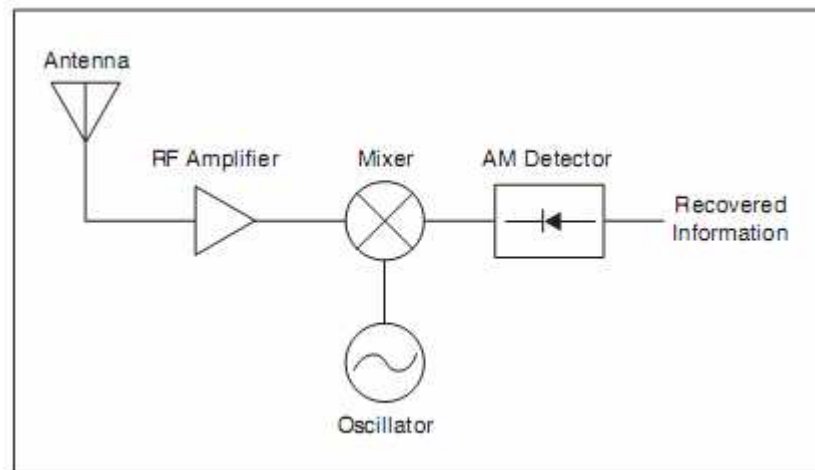 Antenna
RF Amplifier
Mixer
AM Detector
Recovered
Information
Oscillator